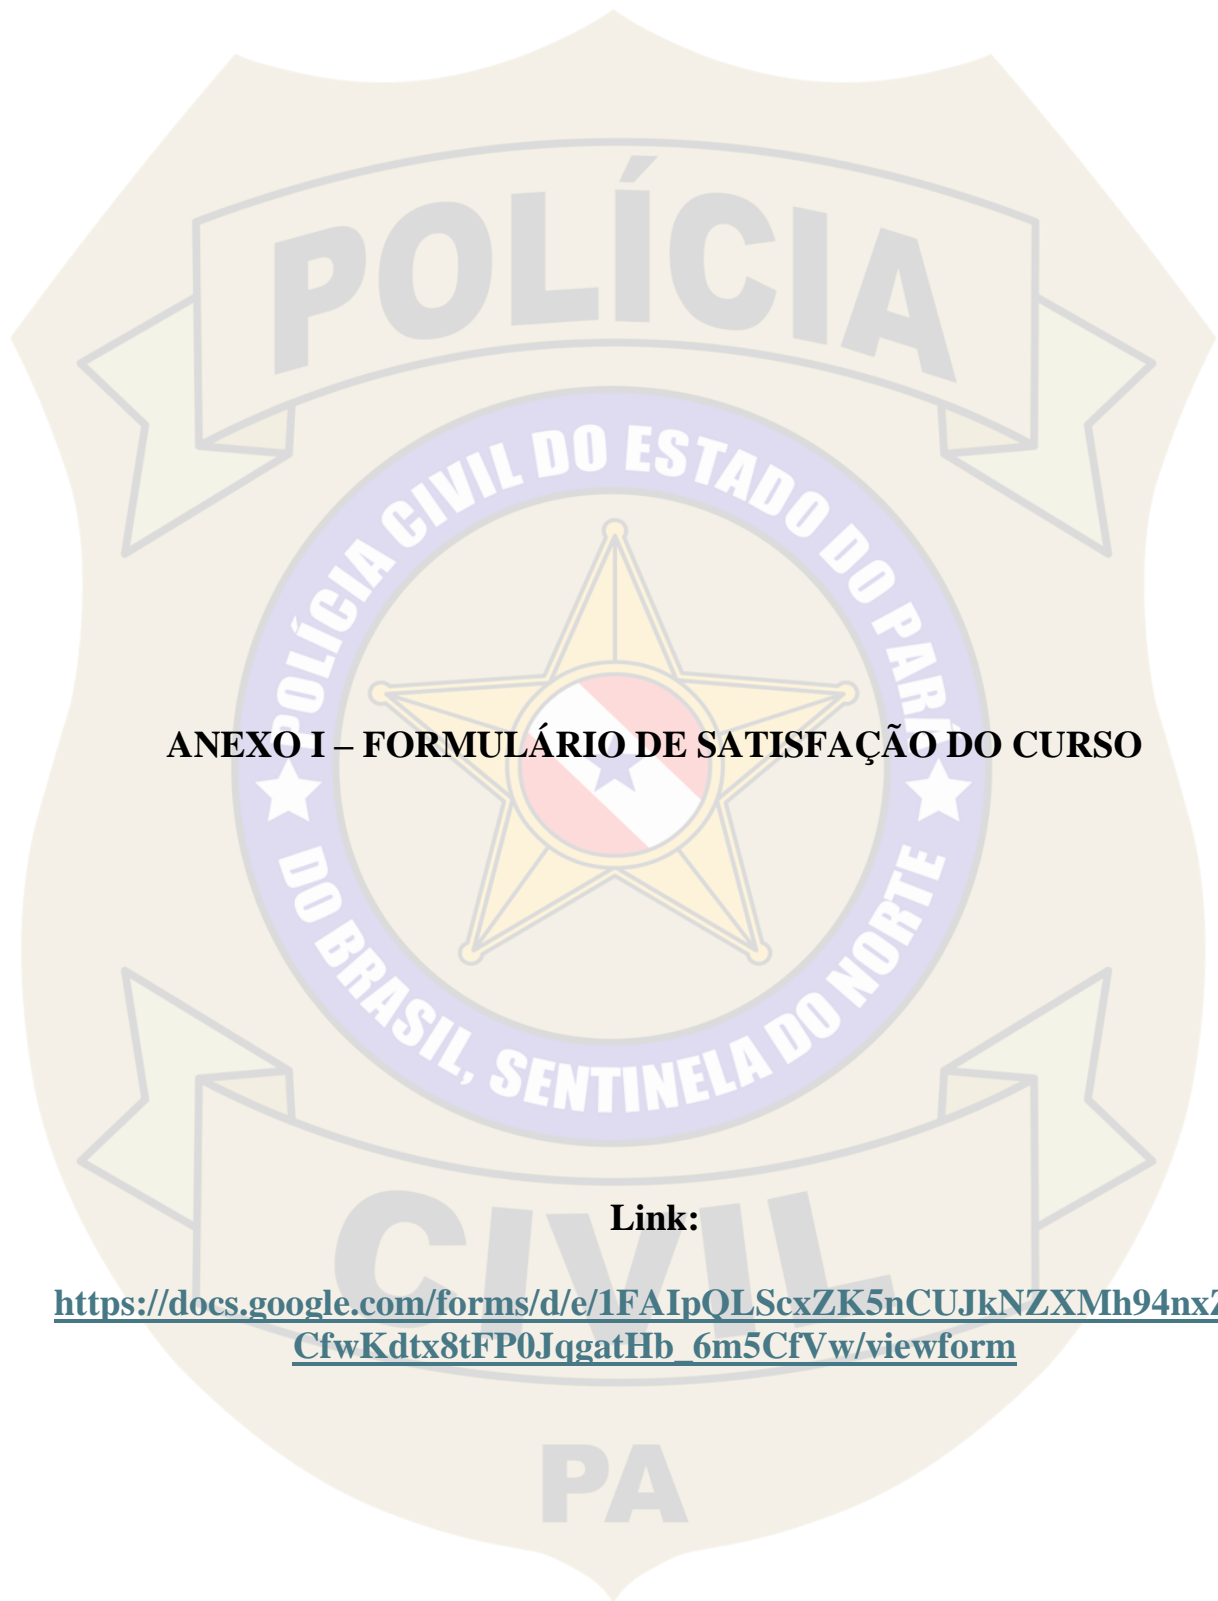 POLÍCIA
POLÍCIA CIVIL DO ESTADO DO PARÁ
ANEXO I – FORMULÁRIO DE SATISFAÇÃO DO CURSO
DO BRASIL, SENTINELA DO NORTE
Link:
CIVIL
https://docs.google.com/forms/d/e/1FAIpQLScxZK5nCUJkNZXMh94nxZ
CfwKdtx8tFP0JqgatHb_6m5CfVw/viewform
PA